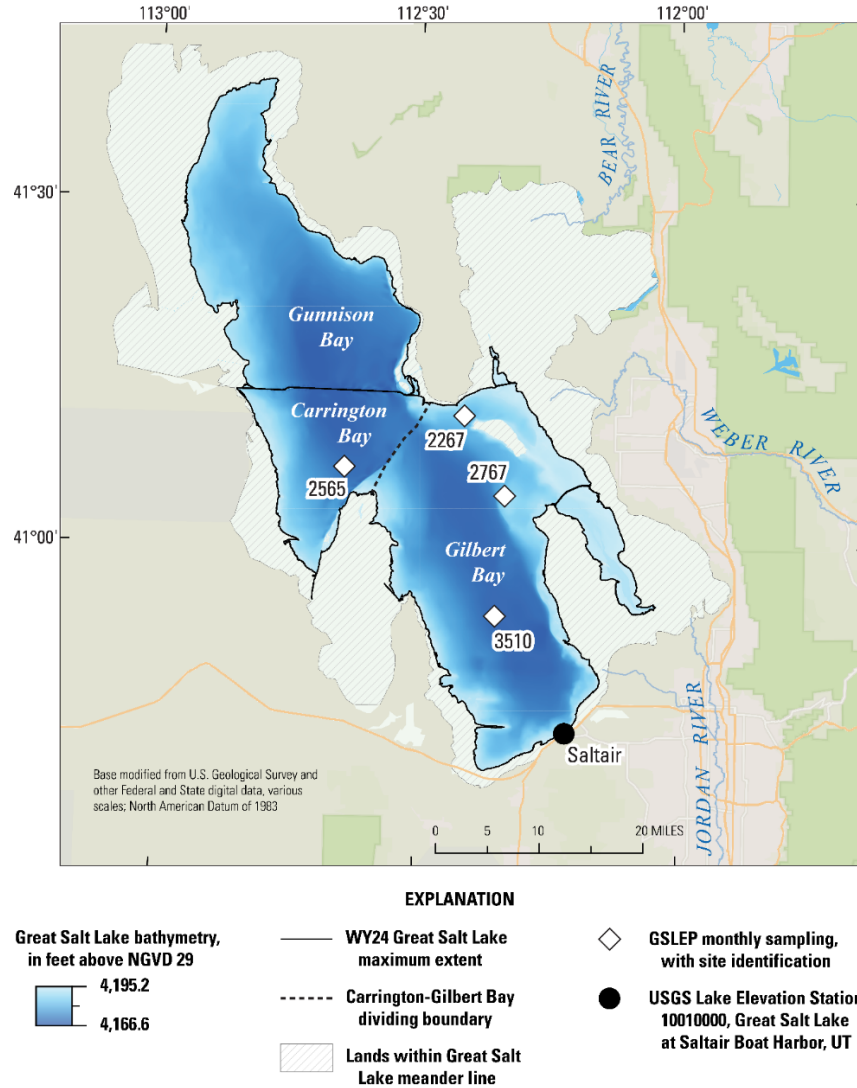 113°00'
112°30'
112°00'
41°30'
41°00'
BEAR RIVER
Gunnison
Bay
Carrington
Bay
2267
2565
2767
WEBER RIVER
Gilbert
Bay
3510
Saltair
JORDAN RIVER
Base modified from U.S. Geological Survey and
other Federal and State digital data, various
scales; North American Datum of 1983
0 5 10 20 MILES
EXPLANATION
Great Salt Lake bathymetry,
in feet above NGVD 29
4,195.2
4,166.6
WY24 Great Salt Lake
maximum extent
Carrington-Gilbert Bay
dividing boundary
Lands within Great Salt
Lake meander line
GSLEP monthly sampling,
with site identification
USGS Lake Elevation Station
10010000, Great Salt Lake
at Saltair Boat Harbor, UT